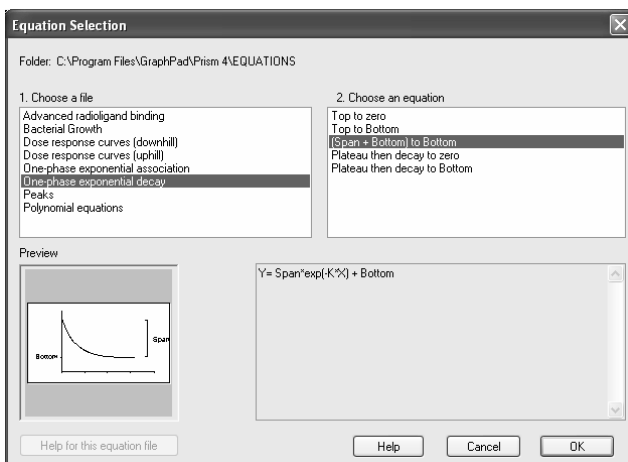 Equation Selection
Folder: C:\Program Files\GraphPad\Prism 4\EQUATIONS
1. Choose a file
Advanced radioligand binding
Bacterial Growth
Dose response curves (downhill)
Dose response curves (uphill)
One-phase exponential association
One-phase exponential decay
Peaks
Polynomial equations
2. Choose an equation
Top to zero
Top to Bottom
(Span + Bottom) to Bottom
Plateau then decay to zero
Plateau then decay to Bottom
Preview
Bottom
Span
Y= Span*exp(-K*X) + Bottom
Help for this equation file
Help
Cancel
OK